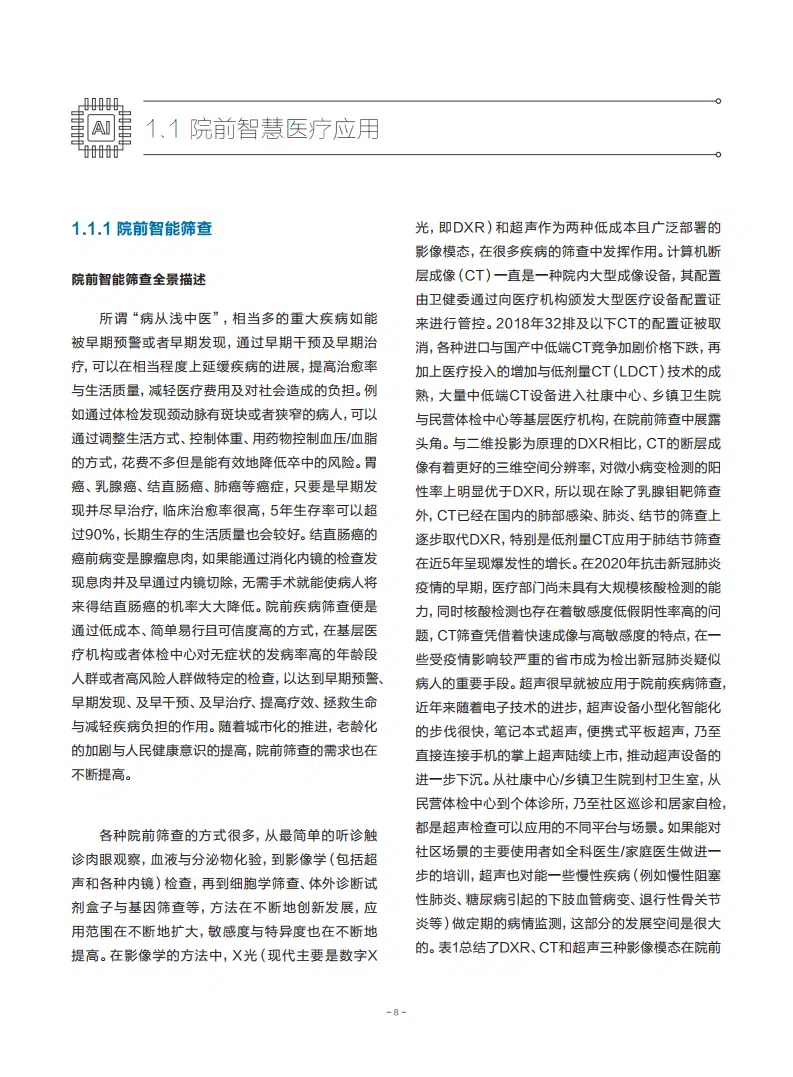 AI
1.1 院前智慧医疗应用
1.1.1 院前智能筛查
院前智能筛查全景描述
所谓“病从浅中医”，相当多的重大疾病如能
被早期预警或者早期发现，通过早期干预及早期治
疗，可以在相当程度上延缓疾病的进展，提高治愈率
与生活质量，减轻医疗费用及对社会造成的负担。例
如通过体检发现颈动脉有斑块或者狭窄的病人，可以
通过调整生活方式、控制体重、用药物控制血压/血脂
的方式，花费不多但是能有效地降低卒中的风险。胃
癌、乳腺癌、结直肠癌、肺癌等癌症，只要是早期发
现并尽早治疗，临床治愈率很高，5年生存率可以超
过90%，长期生存的生活质量也会较好。结直肠癌的
癌前病变是腺瘤息肉，如果能通过消化内镜的检查发
现息肉并及早通过内镜切除，无需手术就能使病人将
来得结直肠癌的机率大大降低。院前疾病筛查便是
通过低成本、简单易行且可信度高的方式，在基层医
疗机构或者体检中心对无症状的发病率高的年龄段
人群或者高风险人群做特定的检查，以达到早期预警、
早期发现、及早干预、及早治疗、提高疗效、拯救生命
与减轻疾病负担的作用。随着城市化的推进，老龄化
的加剧与人民健康意识的提高，院前筛查的需求也在
不断提高。
各种院前筛查的方式很多，从最简单的听诊触
诊肉眼观察，血液与分泌物化验，到影像学（包括超
声和各种内镜）检查，再到细胞学筛查、体外诊断试
剂盒子与基因筛查等，方法在不断地创新发展，应
用范围在不断地扩大，敏感度与特异度也在不断地
提高。在影像学的方法中，X光（现代主要是数字X
光，即DXR）和超声作为两种低成本且广泛部署的
影像模态，在很多疾病的筛查中发挥作用。计算机断
层成像（CT）一直是一种院内大型成像设备，其配置
由卫健委通过向医疗机构颁发大型医疗设备配置证
来进行管控。2018年32排及以下CT的配置证被取
消，各种进口与国产中低端CT竞争加剧价格下跌，再
加上医疗投入的增加与低剂量CT（LDCT）技术的成
熟，大量中低端CT设备进入社康中心、乡镇卫生院
与民营体检中心等基层医疗机构，在院前筛查中展露
头角。与二维投影为原理的DXR相比，CT的断层成
像有着更好的三维空间分辨率，对微小病变检测的阳
性率上明显优于DXR，所以现在除了乳腺钼靶筛查
外，CT已经在国内的肺部感染、肺炎、结节的筛查上
逐步取代DXR，特别是低剂量CT应用于肺结节筛查
在近5年呈现爆发性的增长。在2020年抗击新冠肺炎
疫情的早期，医疗部门尚未具有大规模核酸检测的能
力，同时核酸检测也存在着敏感度低假阴性率高的问
题，CT筛查凭借着快速成像与高敏感度的特点，在一
些受疫情影响较严重的省市成为检出新冠肺炎疑似
病人的重要手段。超声很早就被应用于院前疾病筛查，
近年来随着电子技术的进步，超声设备小型化智能化
的步伐很快，笔记本式超声，便携式平板超声，乃至
直接连接手机的掌上超声陆续上市，推动超声设备的
进一步下沉。从社康中心/乡镇卫生院到村卫生室，从
民营体检中心到个体诊所，乃至社区巡诊和居家自检，
都是超声检查可以应用的不同平台与场景。如果能对
社区场景的主要使用者如全科医生/家庭医生做进一
步的培训，超声也对能一些慢性疾病（例如慢性阻塞
性肺炎、糖尿病引起的下肢血管病变、退行性骨关节
炎等）做定期的病情监测，这部分的发展空间是很大
的。表1总结了DXR、CT和超声三种影像模态在院前
- 8 -